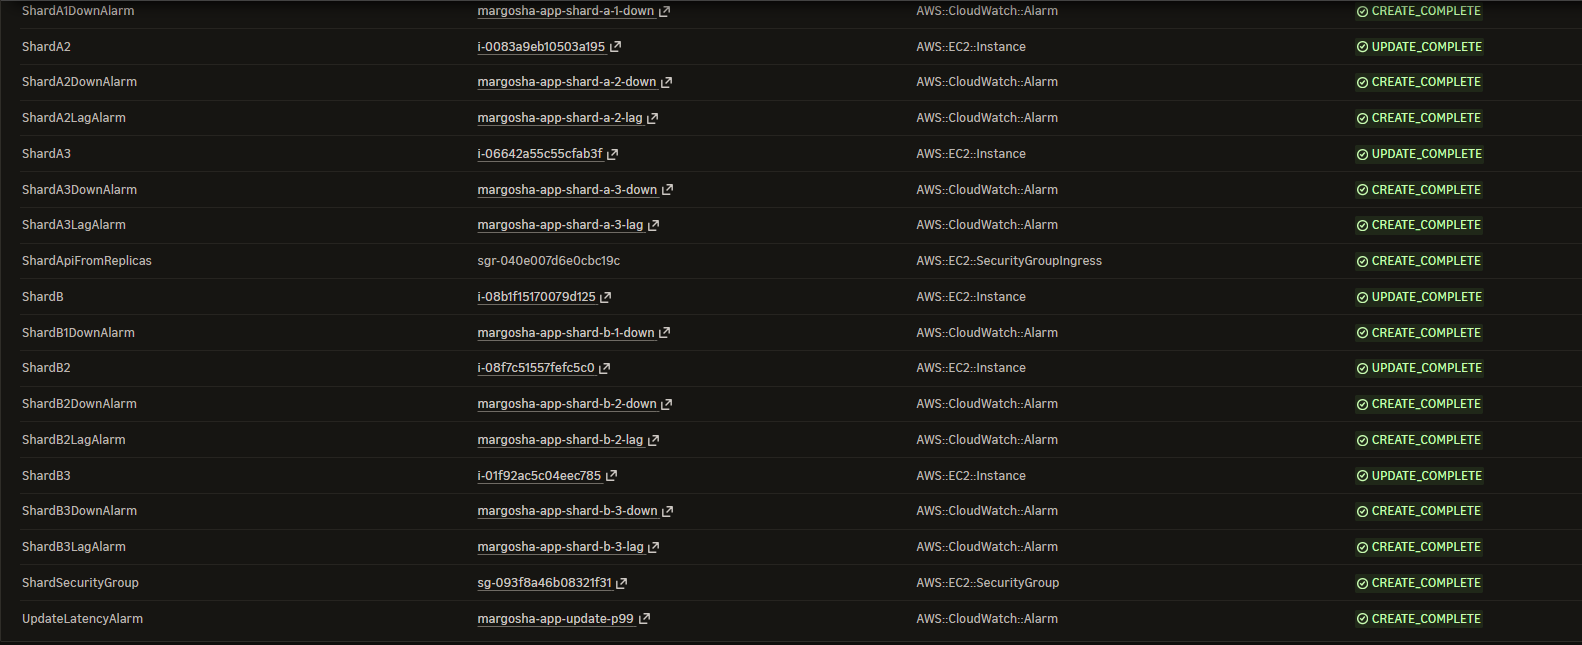 ShardA1DownAlarm margosha-app-shard-a-1-down AWS::CloudWatch::Alarm CREATE_COMPLETE
ShardA2 i-0083a9eb10503a195 AWS::EC2::Instance UPDATE_COMPLETE
ShardA2DownAlarm margosha-app-shard-a-2-down AWS::CloudWatch::Alarm CREATE_COMPLETE
ShardA2LagAlarm margosha-app-shard-a-2-lag AWS::CloudWatch::Alarm CREATE_COMPLETE
ShardA3 i-06642a55c55cfab3f AWS::EC2::Instance UPDATE_COMPLETE
ShardA3DownAlarm margosha-app-shard-a-3-down AWS::CloudWatch::Alarm CREATE_COMPLETE
ShardA3LagAlarm margosha-app-shard-a-3-lag AWS::CloudWatch::Alarm CREATE_COMPLETE
ShardApiFromReplicas sgr-040e007d6e0cbc19c AWS::EC2::SecurityGroupIngress CREATE_COMPLETE
ShardB i-08b1f15170079d125 AWS::EC2::Instance UPDATE_COMPLETE
ShardB1DownAlarm margosha-app-shard-b-1-down AWS::CloudWatch::Alarm CREATE_COMPLETE
ShardB2 i-08f7c51557fefc5c0 AWS::EC2::Instance UPDATE_COMPLETE
ShardB2DownAlarm margosha-app-shard-b-2-down AWS::CloudWatch::Alarm CREATE_COMPLETE
ShardB2LagAlarm margosha-app-shard-b-2-lag AWS::CloudWatch::Alarm CREATE_COMPLETE
ShardB3 i-01f92ac5c04eec785 AWS::EC2::Instance UPDATE_COMPLETE
ShardB3DownAlarm margosha-app-shard-b-3-down AWS::CloudWatch::Alarm CREATE_COMPLETE
ShardB3LagAlarm margosha-app-shard-b-3-lag AWS::CloudWatch::Alarm CREATE_COMPLETE
ShardSecurityGroup sg-093f8a46b08321f31 AWS::EC2::SecurityGroup CREATE_COMPLETE
UpdateLatencyAlarm margosha-app-update-p99 AWS::CloudWatch::Alarm CREATE_COMPLETE